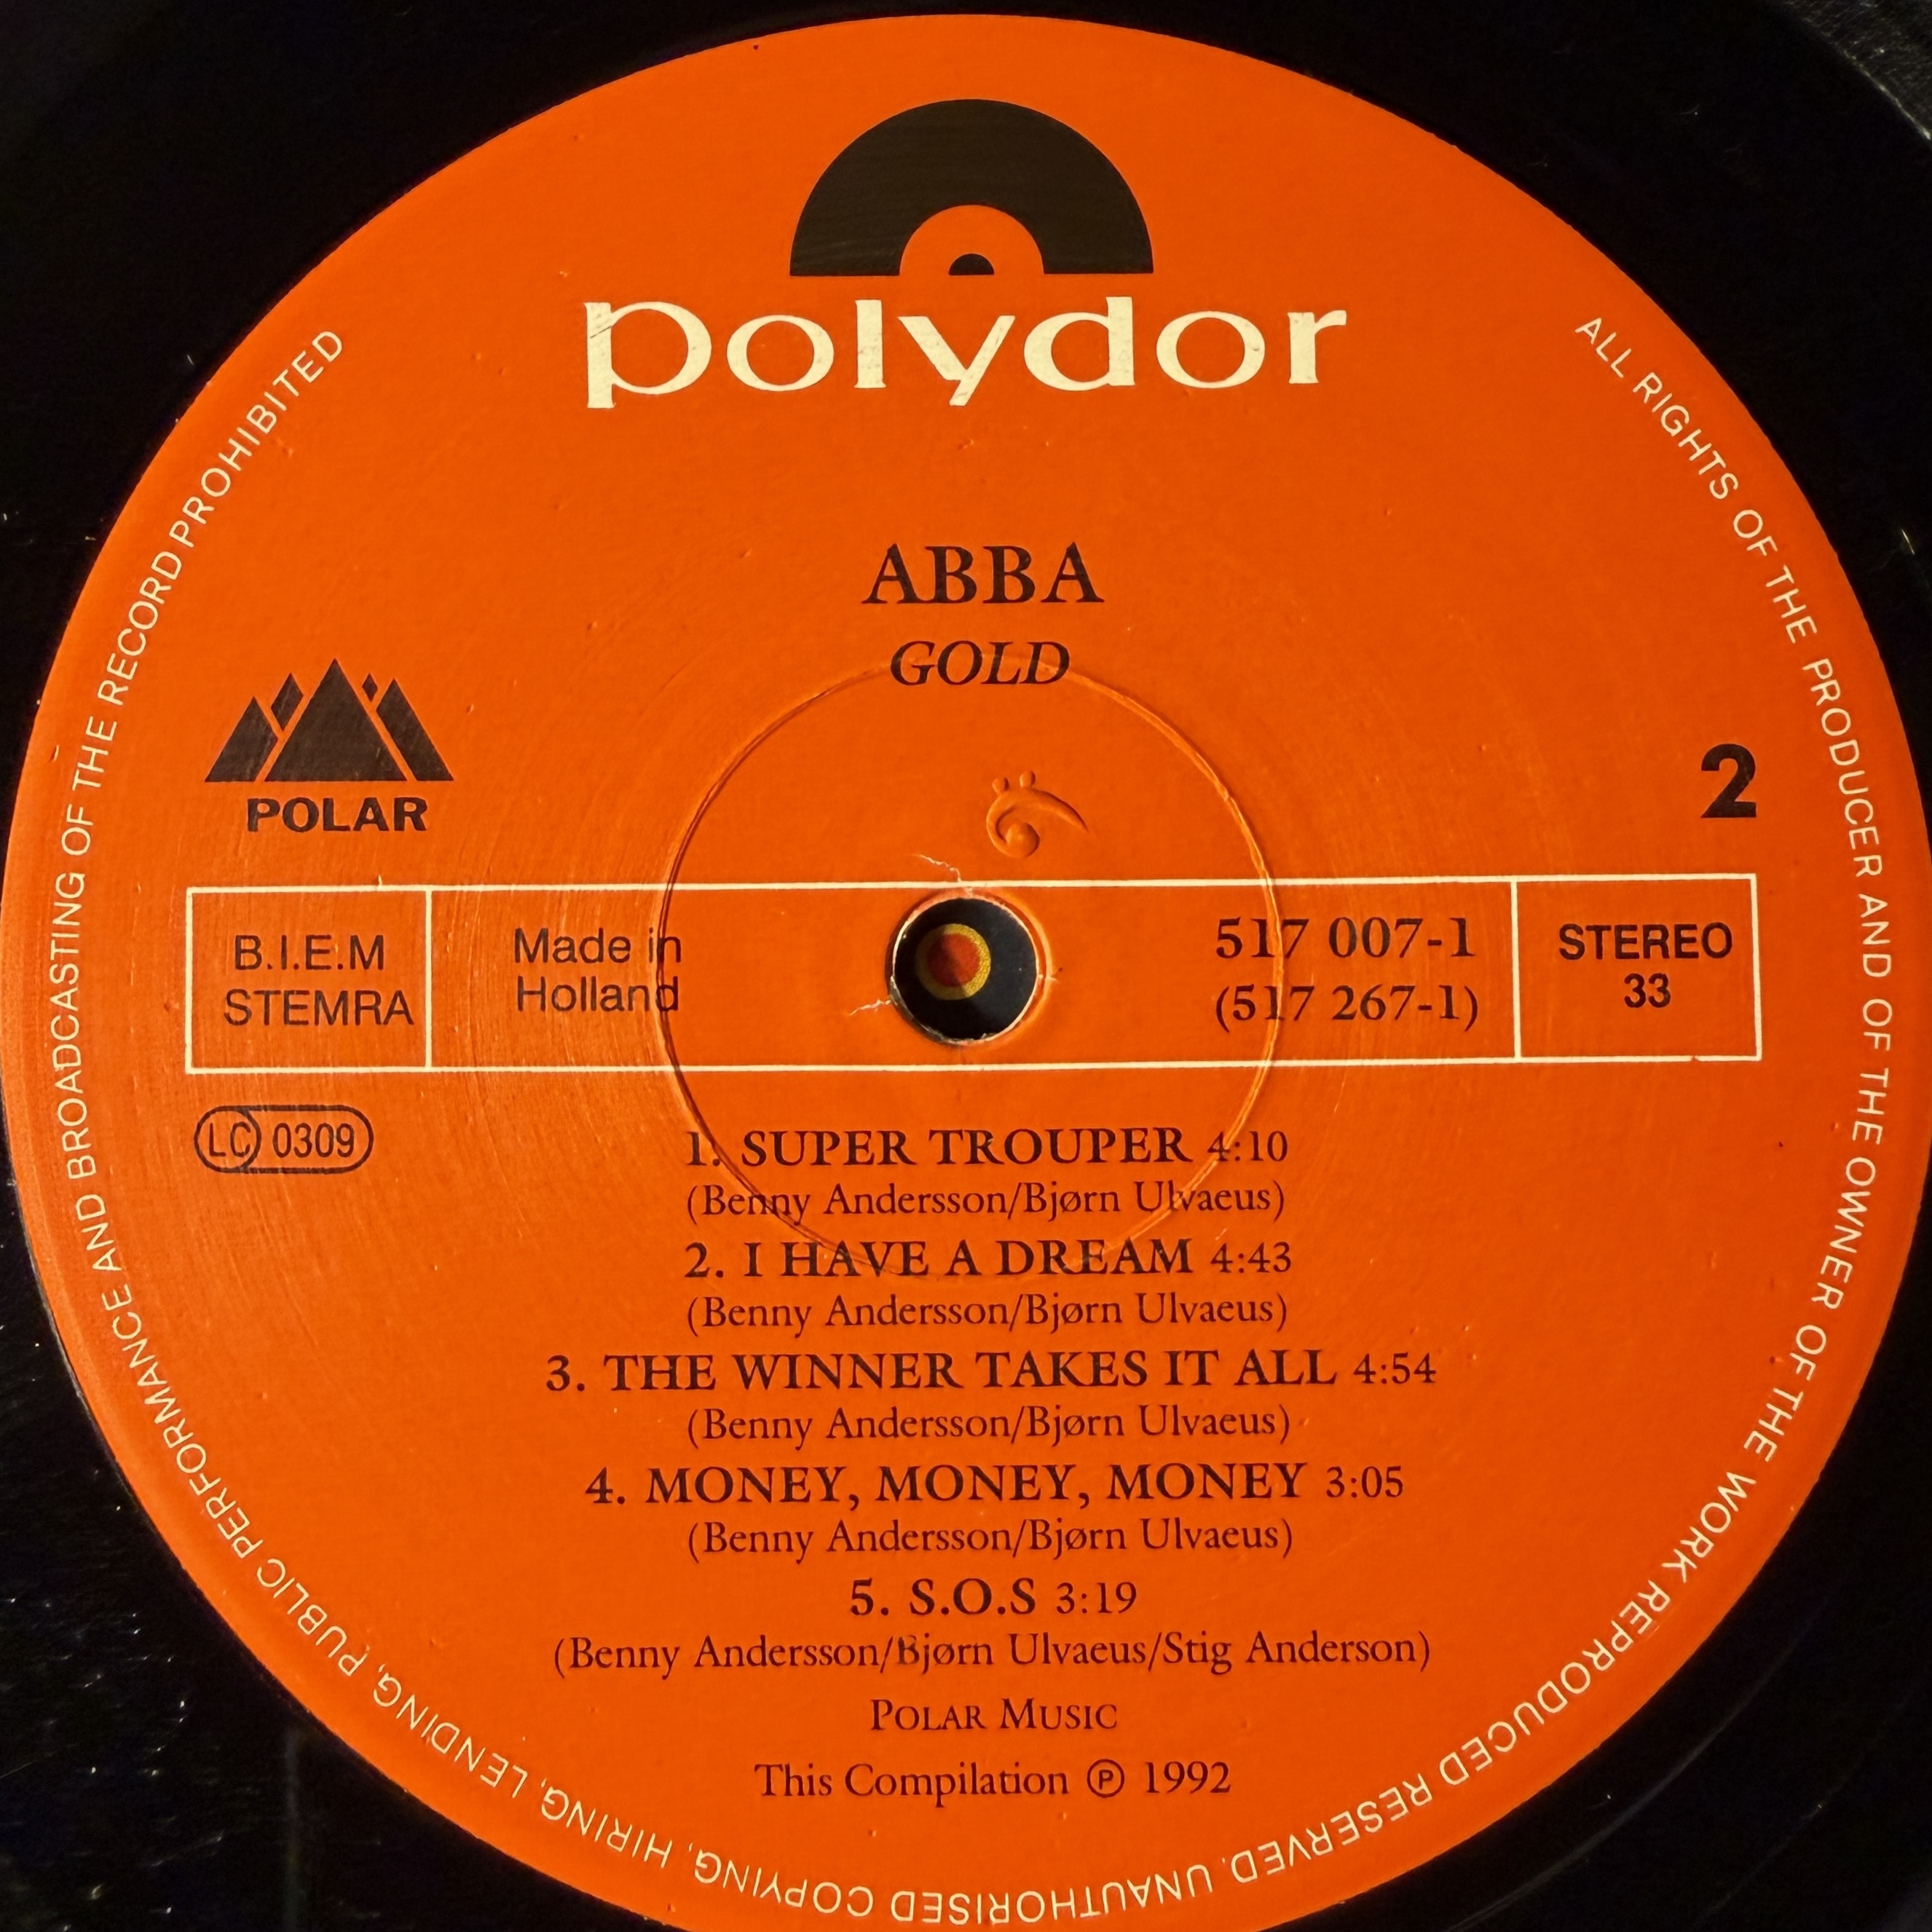 polydor
ABBA
GOLD
POLAR
2
B.I.E.M
STEMRA
Made in
Holland
517 007-1
(517 267-1)
STEREO
33
LC 0309
1. SUPER TROUPER 4:10
(Benny Andersson/Bjørn Ulvaeus)
2. I HAVE A DREAM 4:43
(Benny Andersson/Bjørn Ulvaeus)
3. THE WINNER TAKES IT ALL 4:54
(Benny Andersson/Bjørn Ulvaeus)
4. MONEY, MONEY, MONEY 3:05
(Benny Andersson/Bjørn Ulvaeus)
5. S.O.S 3:19
(Benny Andersson/Bjørn Ulvaeus/Stig Anderson)
POLAR MUSIC
This Compilation ℗ 1992
ALL RIGHTS OF THE PRODUCER AND OF THE OWNER OF THE WORK REPRODUCED RESERVED. UNAUTHORISED COPYING, HIRING, LENDING, PUBLIC PERFORMANCE AND BROADCASTING OF THE RECORD PROHIBITED